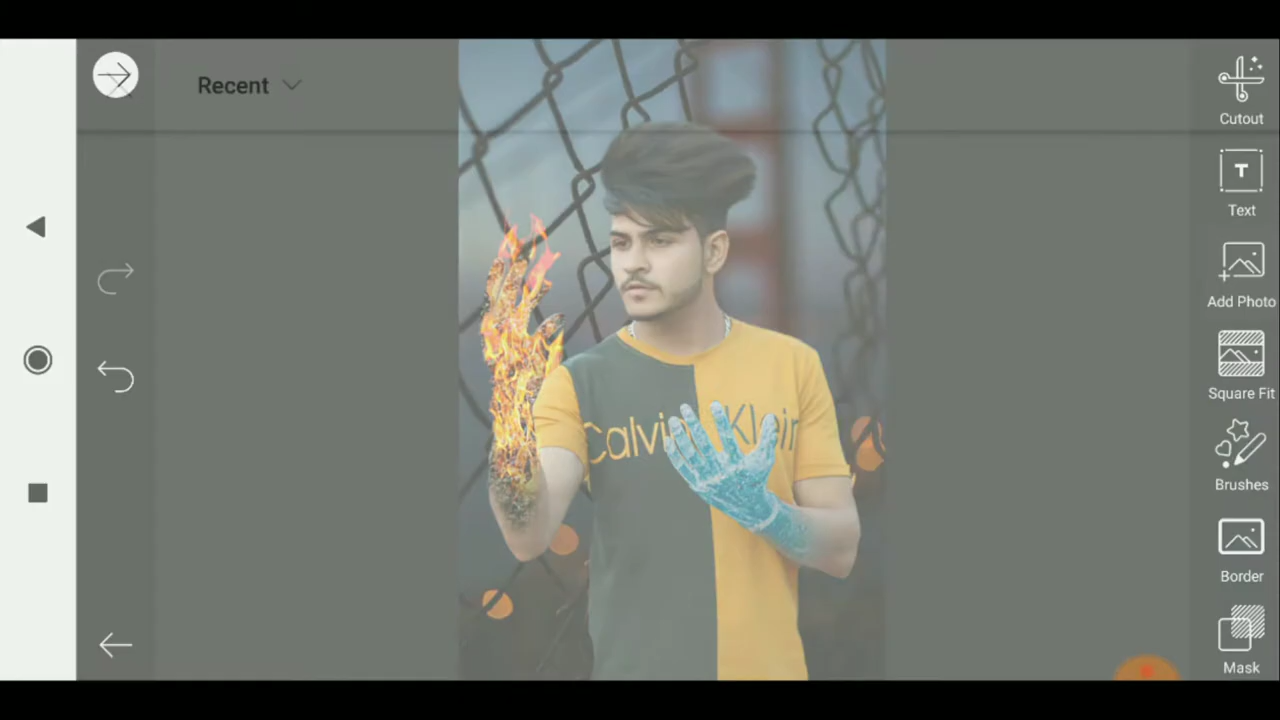 Recent
Cutout
Text
Add Photo
Square Fit
Brushes
Border
Mask
Calvin Klein